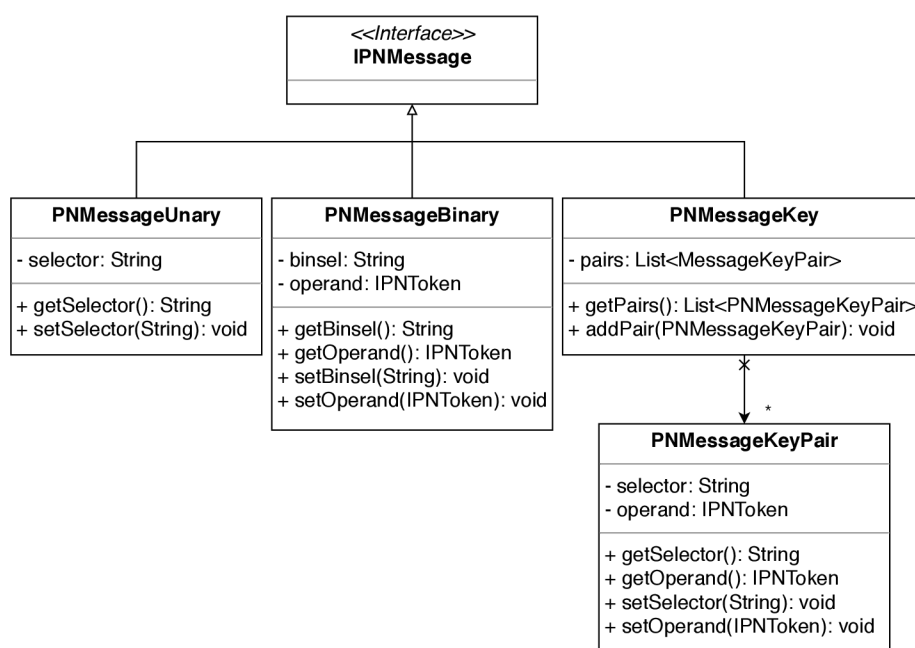 <<Interface>>
IPNMessage
PNMessageUnary
- selector: String
+ getSelector(): String
+ setSelector(String): void
PNMessageBinary
- binsel: String
- operand: IPNToken
+ getBinsel(): String
+ getOperand(): IPNToken
+ setBinsel(String): void
+ setOperand(IPNToken): void
PNMessageKey
- pairs: List<MessageKeyPair>
+ getPairs(): List<PNMessageKeyPair>
+ addPair(PNMessageKeyPair): void
*
PNMessageKeyPair
- selector: String
- operand: IPNToken
+ getSelector(): String
+ getOperand(): IPNToken
+ setSelector(String): void
+ setOperand(IPNToken): void